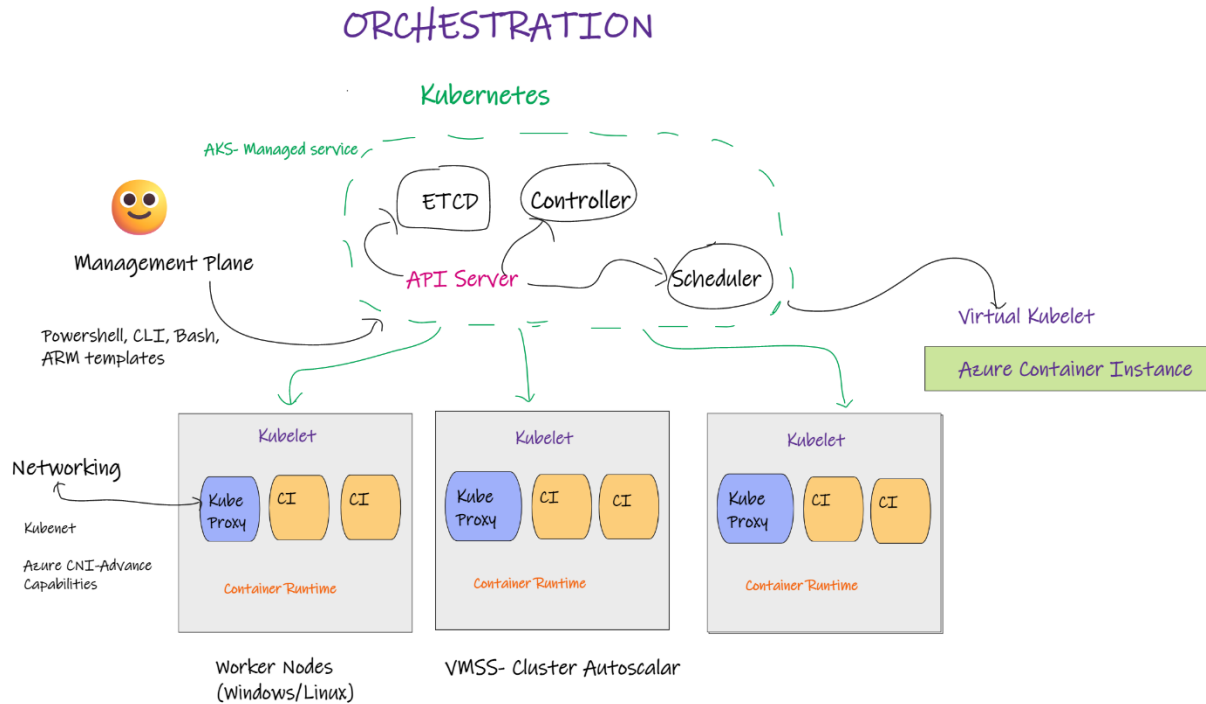 ORCHESTRATION
Kubernetes
AKS- Managed service
ETCD
Controller
Management Plane
API Server
Scheduler
Powershell, CLI, Bash,
ARM templates
Virtual Kubelet
Azure Container Instance
Kubelet
Kubelet
Kubelet
Networking
Kube
Proxy
CI
CI
Kube
Proxy
CI
CI
Kube
Proxy
CI
CI
Kubenet
Azure CNI-Advance
Capabilities
Container Runtime
Container Runtime
Container Runtime
Worker Nodes
(Windows/Linux)
VMSS- Cluster Autoscalar